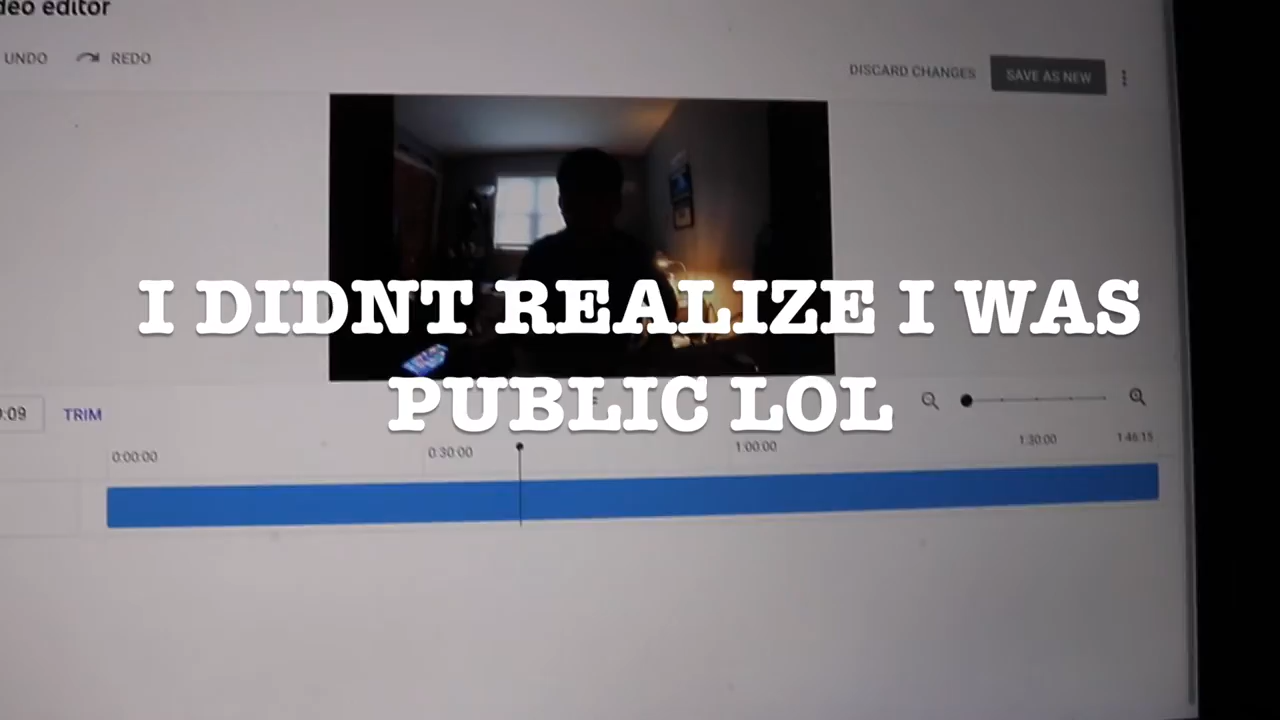 deo editor
UNDO REDO
DISCARD CHANGES SAVE AS NEW
I DIDNT REALIZE I WAS
PUBLIC LOL
:09 TRIM
0:00:00 0:30:00 1:00:00 1:30:00 1:46:15